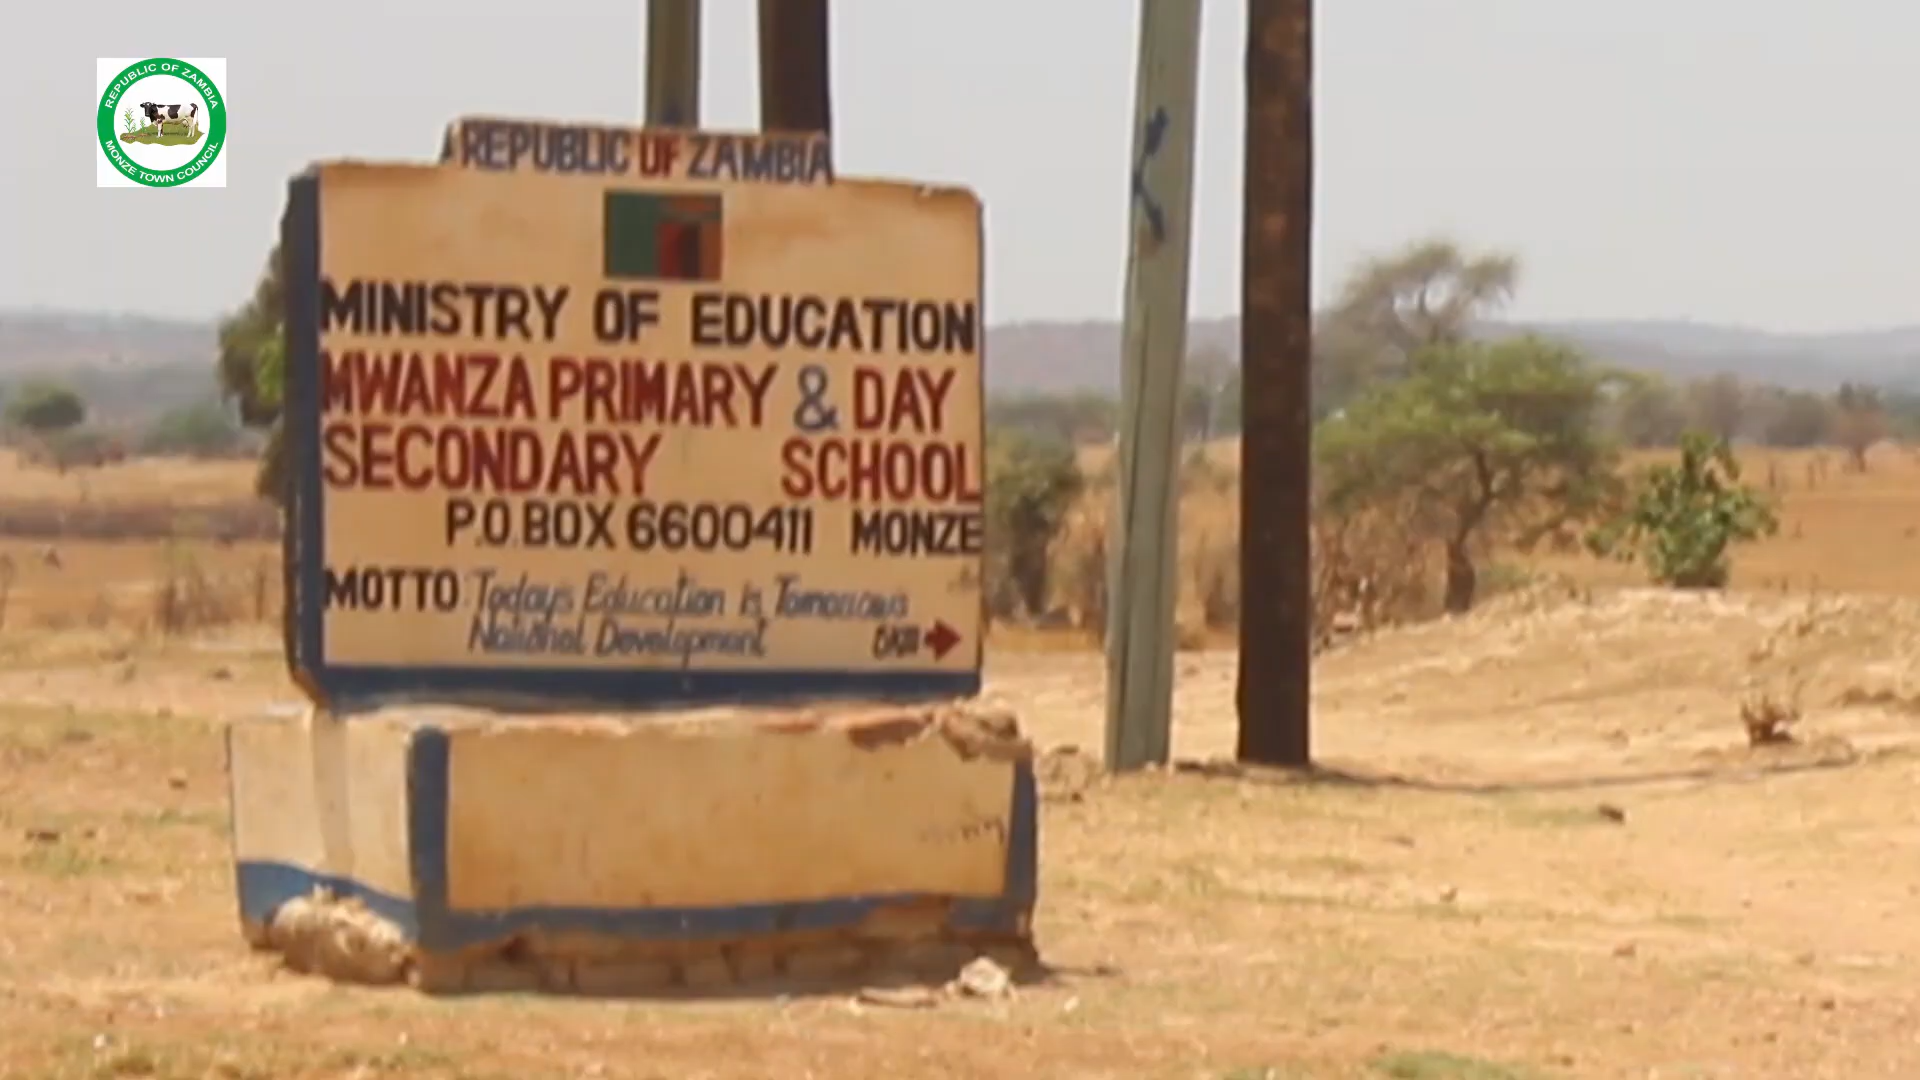 REPUBLIC OF ZAMBIA
MONZE TOWN COUNCIL
REPUBLIC OF ZAMBIA
MINISTRY OF EDUCATION
MWANZA PRIMARY & DAY
SECONDARY SCHOOL
P.O.BOX 6600411 MONZE
MOTTO: Todays Education is Tomorrows
National Development